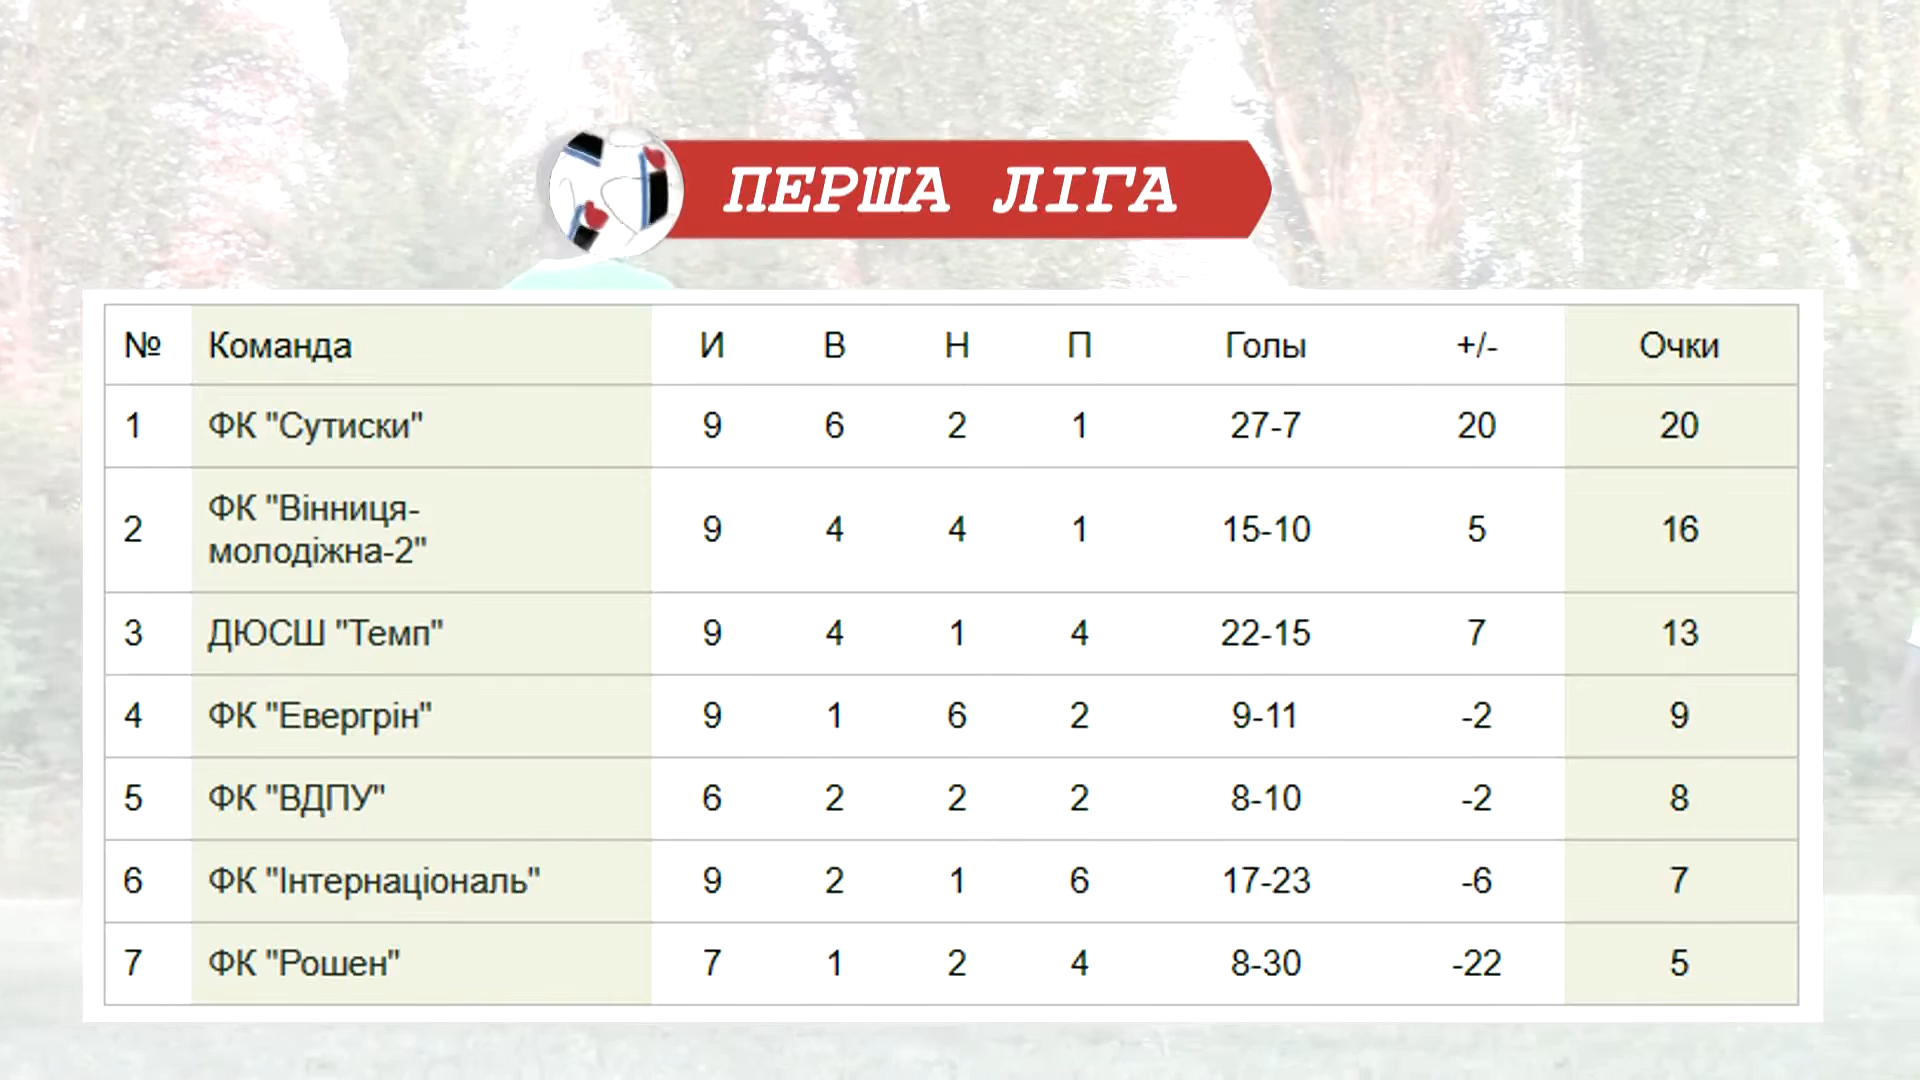 ПЕРША ЛІГА
№ Команда И В Н П Голы +/- Очки
1 ФК "Сутиски" 9 6 2 1 27-7 20 20
2 ФК "Вінниця-
молодіжна-2" 9 4 4 1 15-10 5 16
3 ДЮСШ "Темп" 9 4 1 4 22-15 7 13
4 ФК "Евергрін" 9 1 6 2 9-11 -2 9
5 ФК "ВДПУ" 6 2 2 2 8-10 -2 8
6 ФК "Інтернаціональ" 9 2 1 6 17-23 -6 7
7 ФК "Рошен" 7 1 2 4 8-30 -22 5